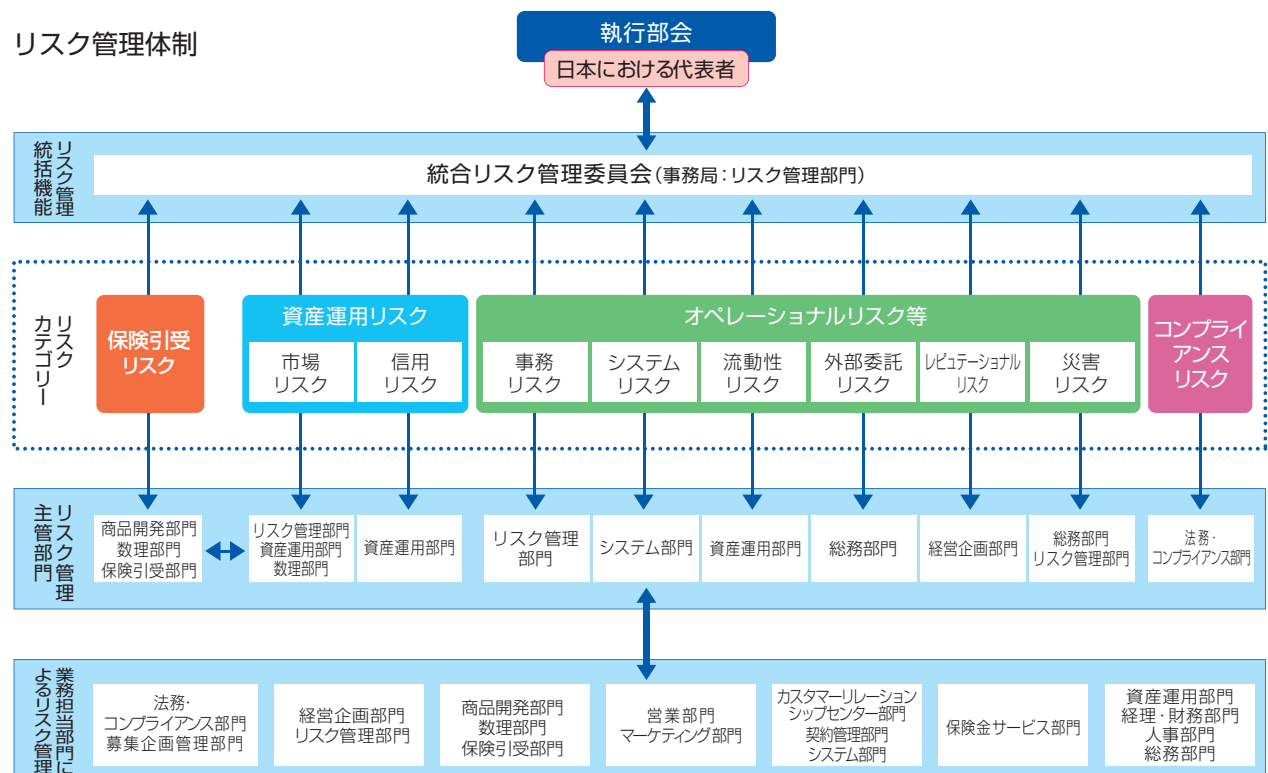 リスク管理体制
執行部会
日本における代表者
リスク管理
統括機能
統合リスク管理委員会(事務局:リスク管理部門)
リスク
カテゴリー
保険引受
リスク
資産運用リスク
市場
リスク
信用
リスク
オペレーショナルリスク等
事務
リスク
システム
リスク
流動性
リスク
外部委託
リスク
レピュテーショナル
リスク
災害
リスク
コンプライ
アンス
リスク
リスク管理
主管部門
商品開発部門
数理部門
保険引受部門
リスク管理部門
資産運用部門
数理部門
資産運用部門
リスク管理
部門
システム部門
資産運用部門
総務部門
経営企画部門
総務部門
リスク管理部門
法務・
コンプライアンス部門
業務担当部門に
よるリスク管理
法務・
コンプライアンス部門
募集企画管理部門
経営企画部門
リスク管理部門
商品開発部門
数理部門
保険引受部門
営業部門
マーケティング部門
カスタマーリレーション
シップセンター部門
契約管理部門
システム部門
保険金サービス部門
資産運用部門
経理・財務部門
人事部門
総務部門